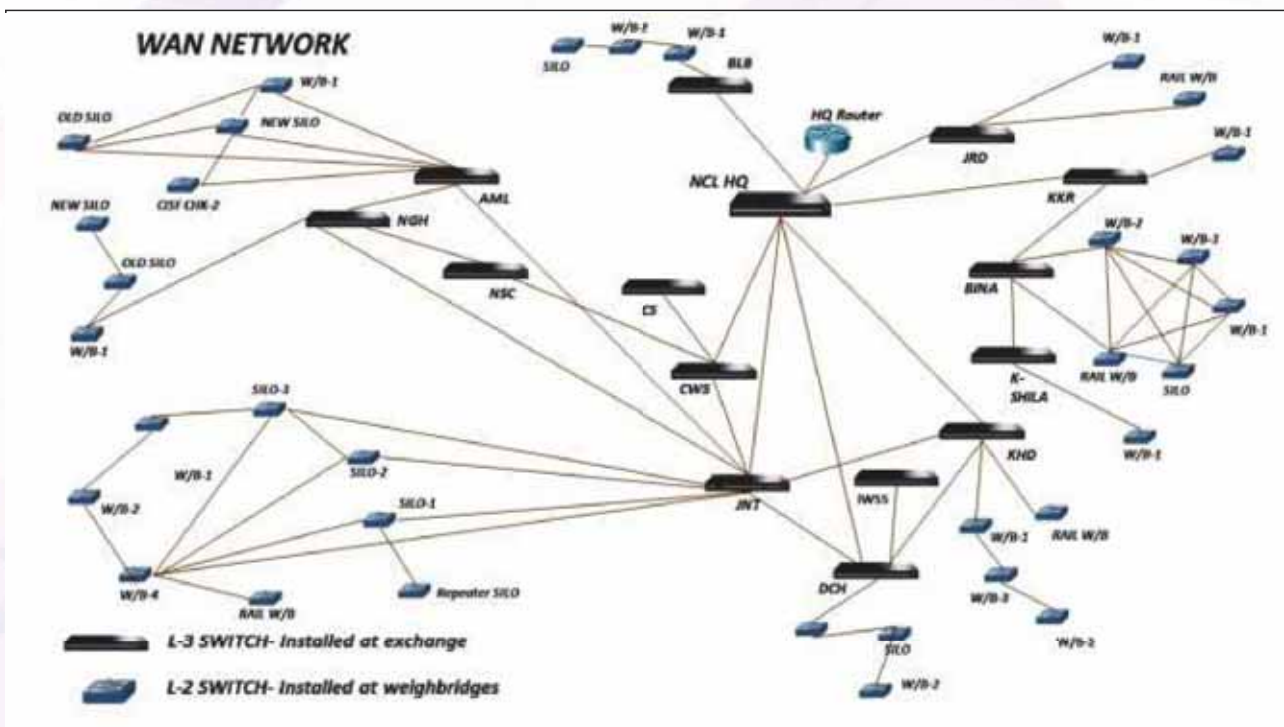 WAN NETWORK
W/B-1
OLD SILO
NEW SILO
CISF CHK-2
AML
NEW SILO
NGH
OLD SILO
NSC
W/B-1
SILO
W/B-1
W/B-1
BLB
HQ Router
NCL HQ
W/B-1
RAIL W/B
JRD
W/B-1
KKR
W/B-2
W/B-3
BINA
W/B-1
RAIL W/B
SILO
K-
SHILA
W/B-1
CS
CWS
SILO-3
W/B-1
SILO-2
W/B-2
SILO-1
W/B-4
RAIL W/B
Repeater SILO
JNT
KHD
IWSS
DCH
W/B-1
RAIL W/B
W/B-3
W/B-2
SILO
W/B-2
L-3 SWITCH- Installed at exchange
L-2 SWITCH- Installed at weighbridges